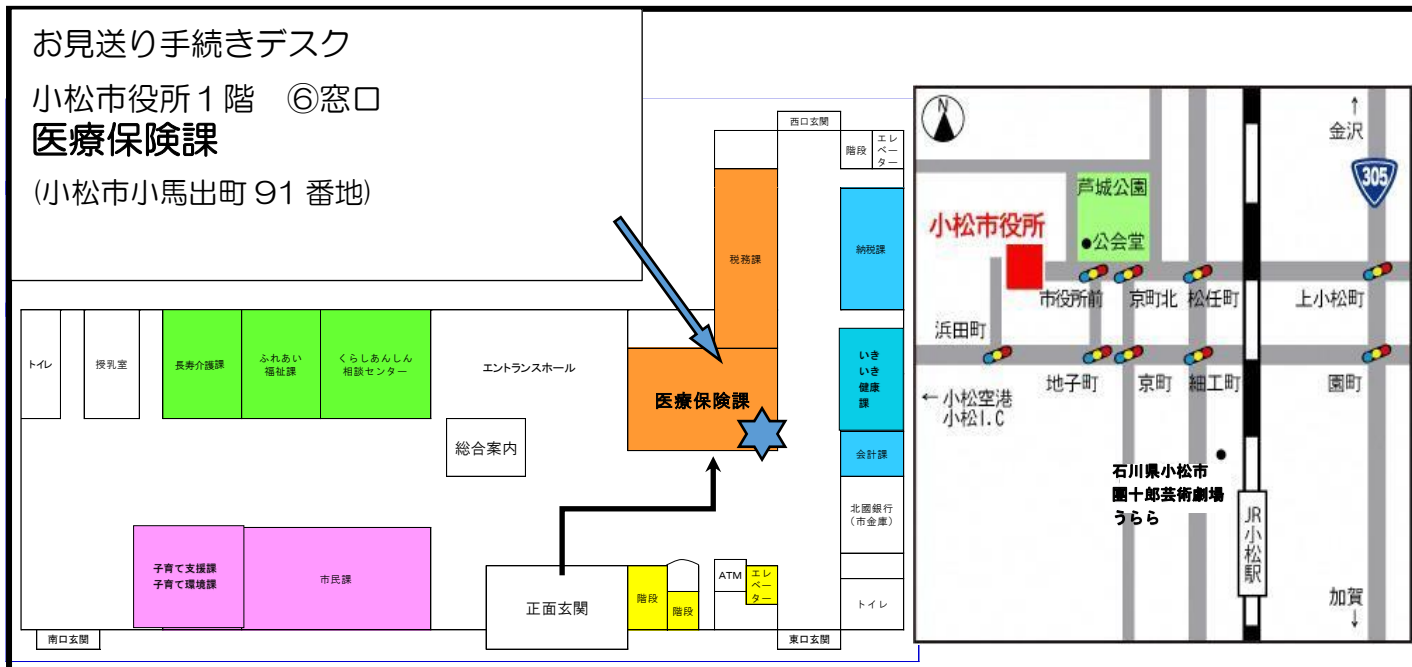 お見送り手続きデスク
小松市役所1階　⑥窓口
医療保険課
(小松市小馬出町 91 番地)
西口玄関
階段
エレ
ベー
ター
税務課
納税課
トイレ
授乳室
長寿介護課
ふれあい
福祉課
くらしあんしん
相談センター
エントランスホール
医療保険課
いき
いき
健康
課
総合案内
会計課
北國銀行
（市金庫）
子育て支援課
子育て環境課
市民課
正面玄関
階段
階段
ATM
エレ
ベー
ター
トイレ
南口玄関
東口玄関
N
↑
金沢
305
芦城公園
小松市役所
●公会堂
市役所前
京町北
松任町
上小松町
浜田町
地子町
京町
細工町
園町
←小松空港
小松I.C
石川県小松市
團十郎芸術劇場
うらら
JR小松駅
加賀
↓